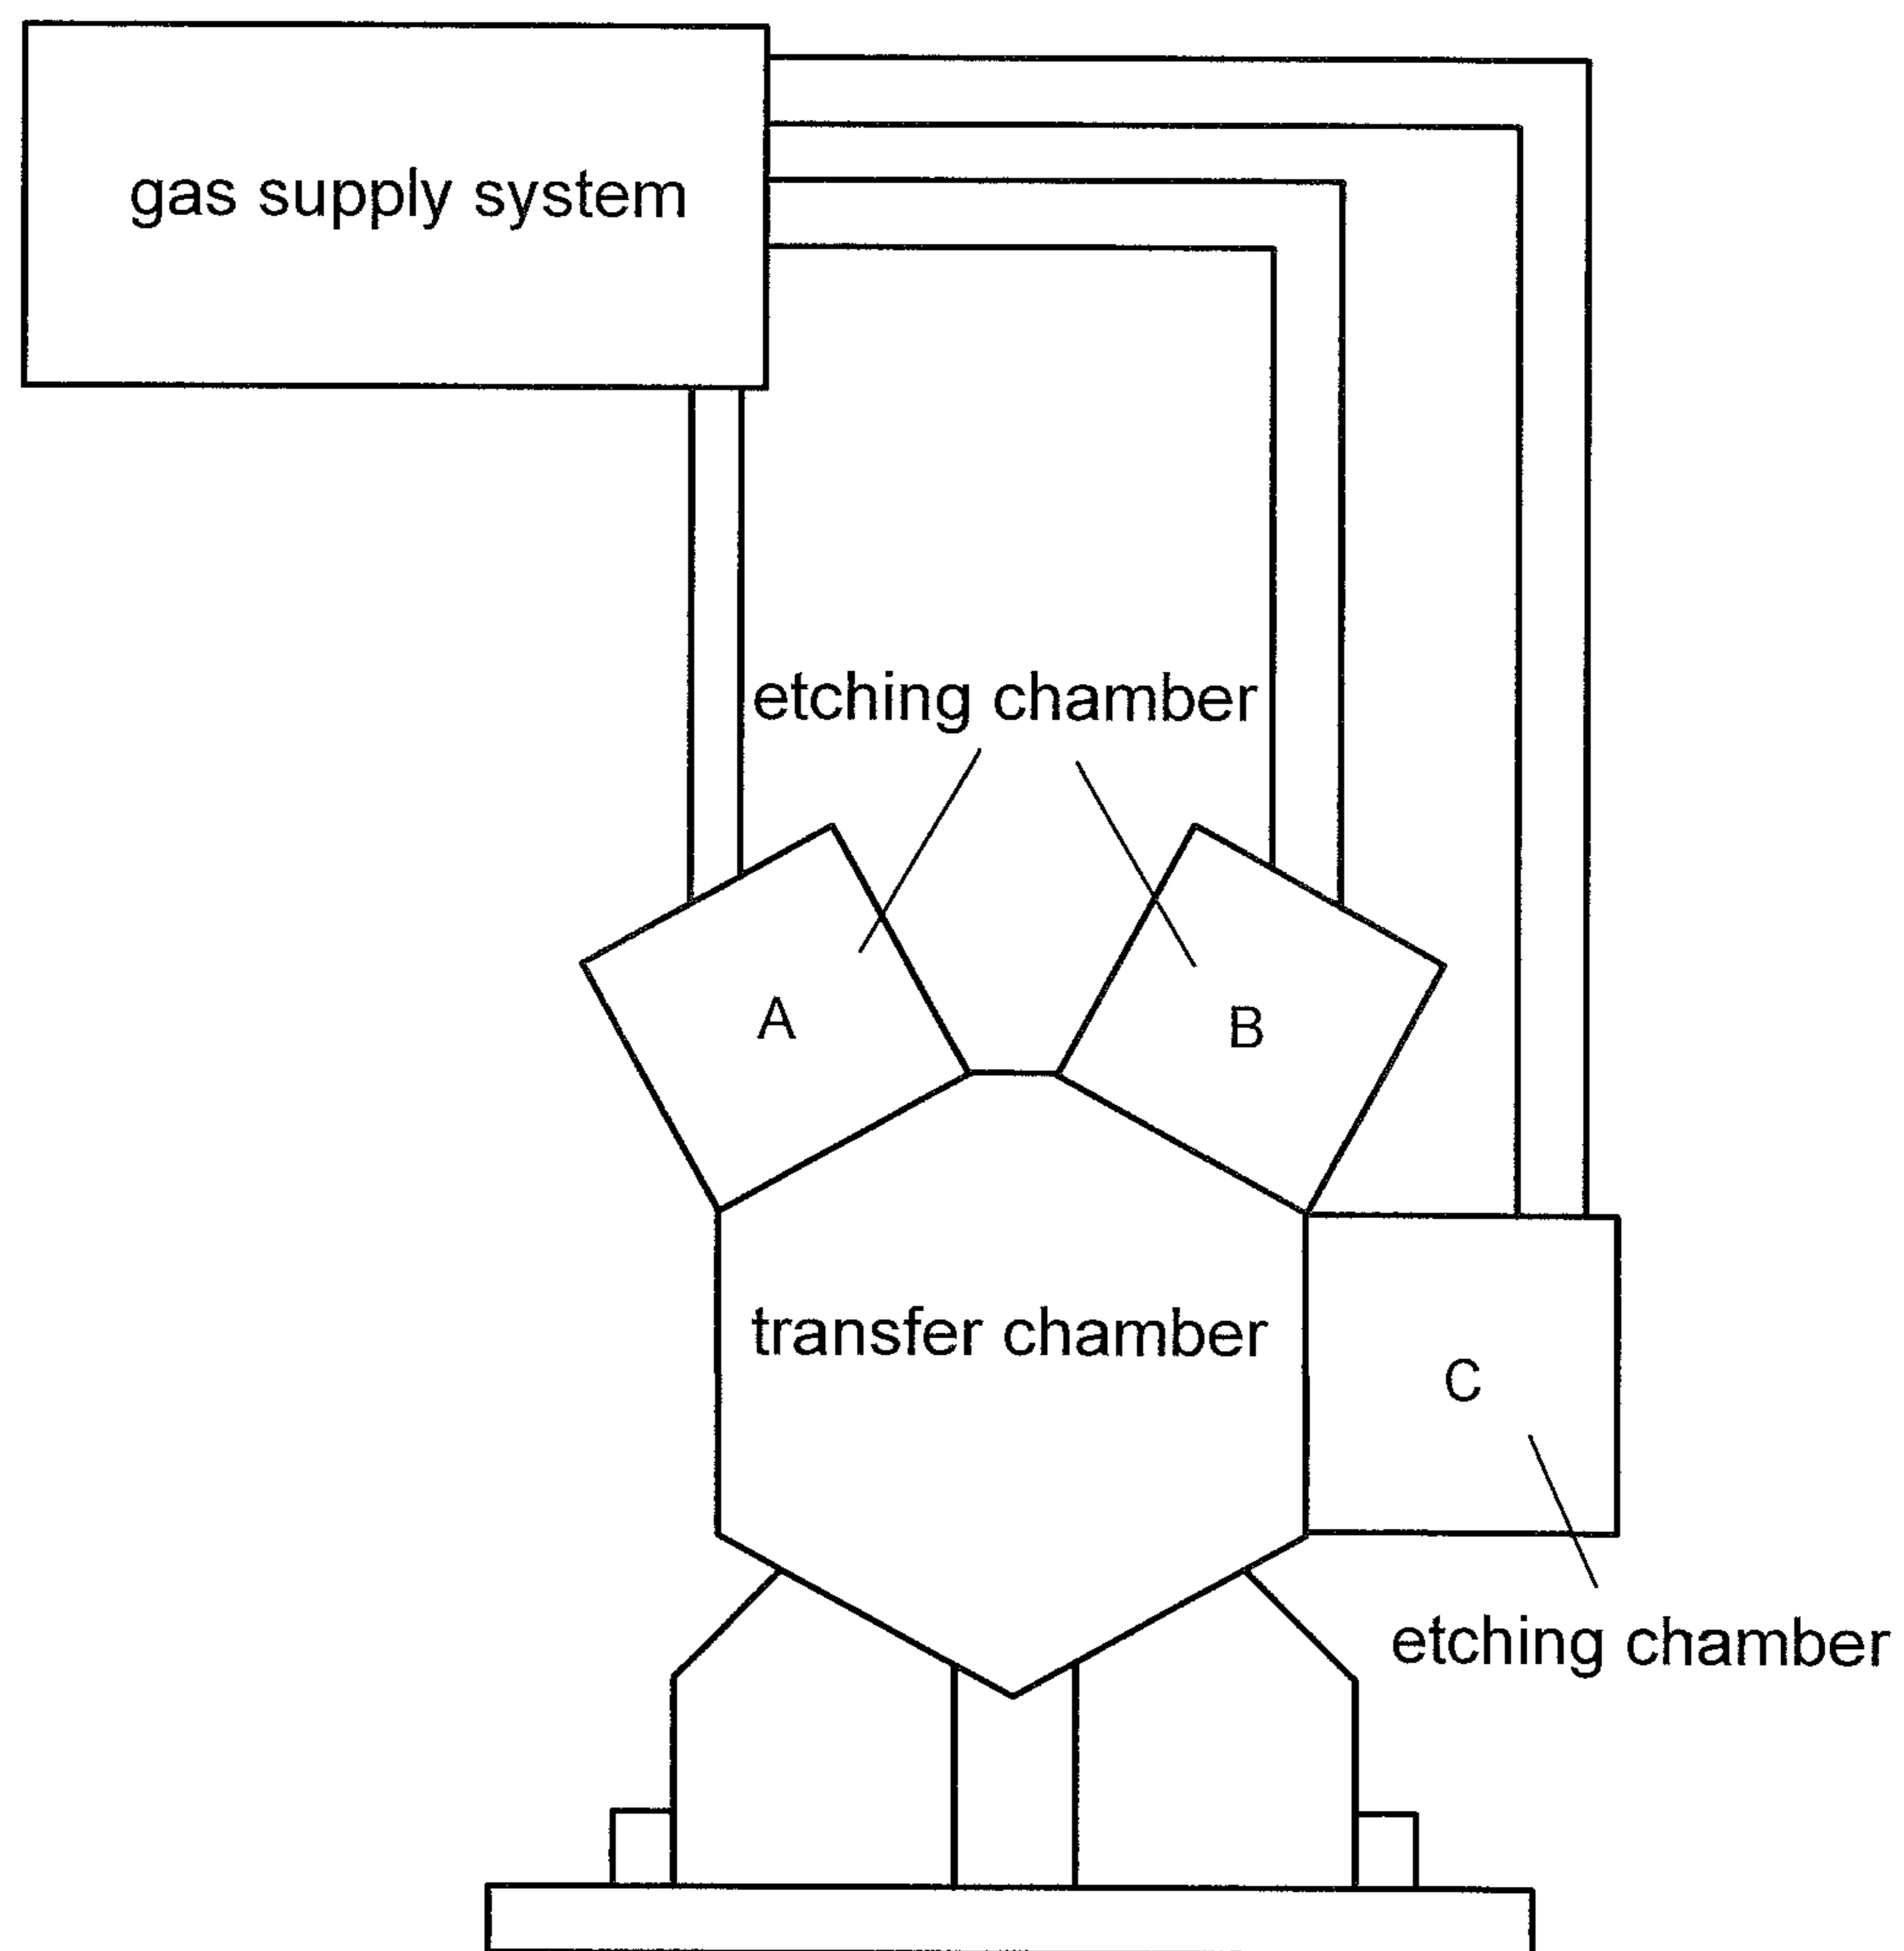 gas supply system
etching chamber
A
B
transfer chamber
C
etching chamber